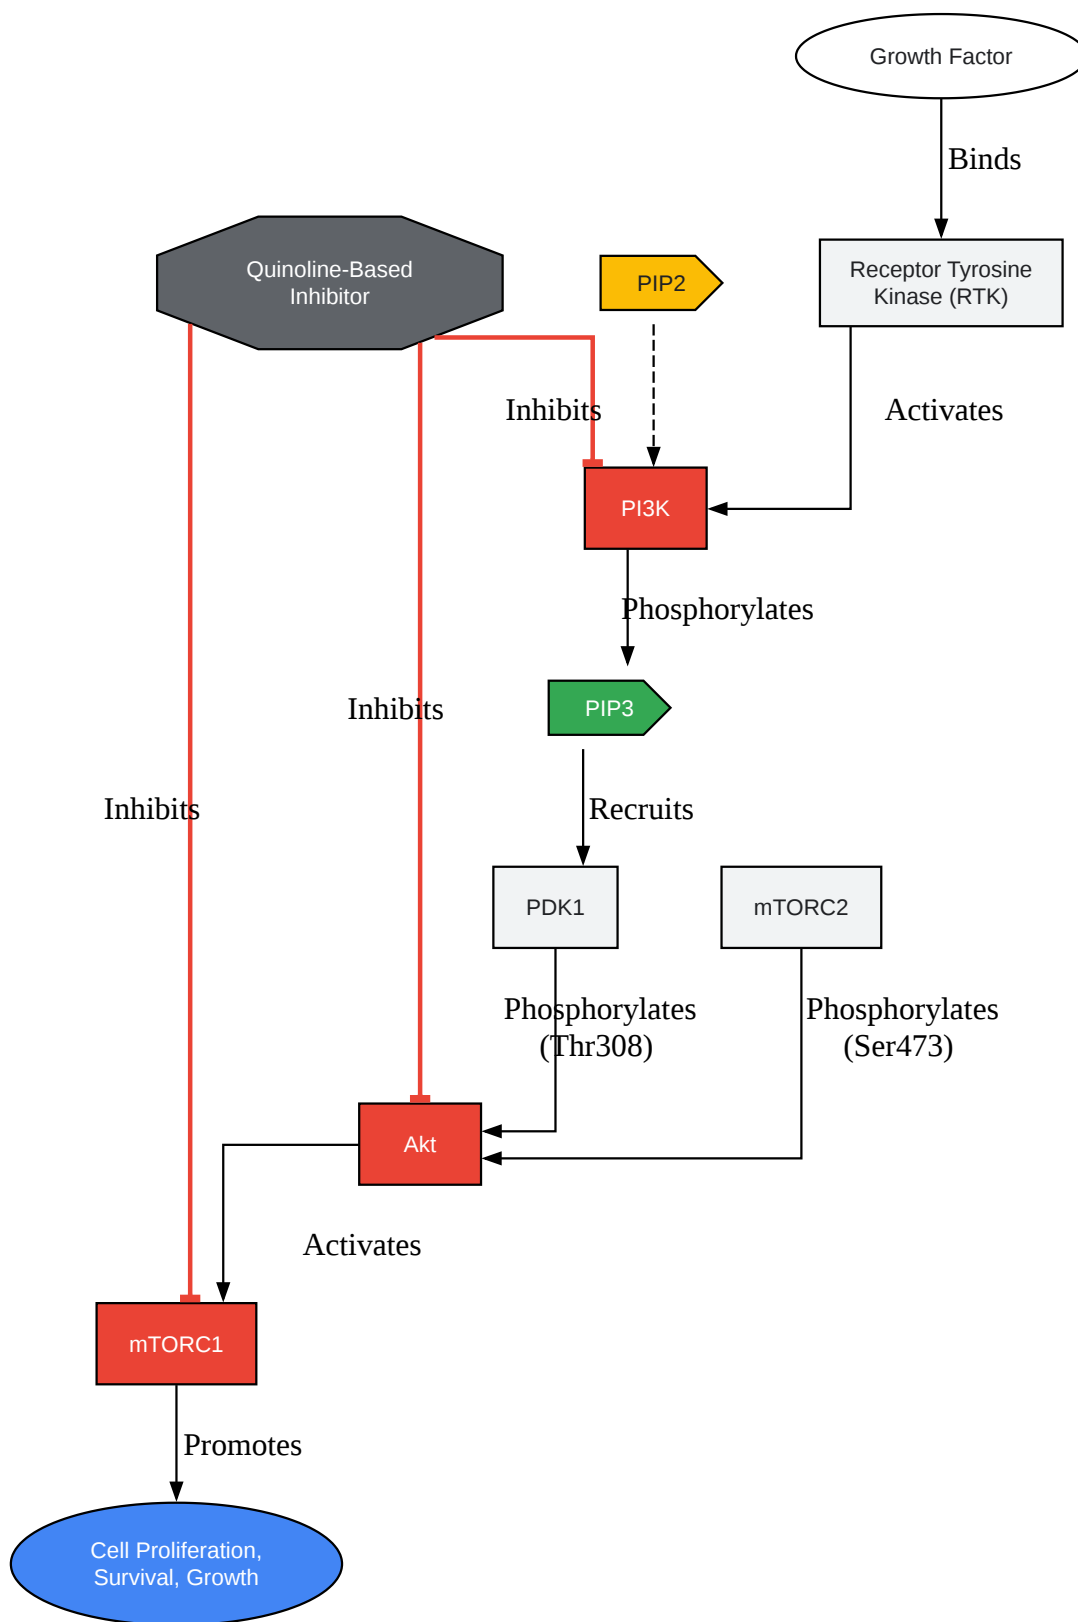 Growth Factor
Binds
Quinoline-Based
Inhibitor
PIP2
Receptor Tyrosine
Kinase (RTK)
Inhibits
Activates
PI3K
Phosphorylates
PIP3
Inhibits
Inhibits
Recruits
PDK1
mTORC2
Phosphorylates
(Thr308)
Phosphorylates
(Ser473)
Akt
Activates
mTORC1
Promotes
Cell Proliferation,
Survival, Growth